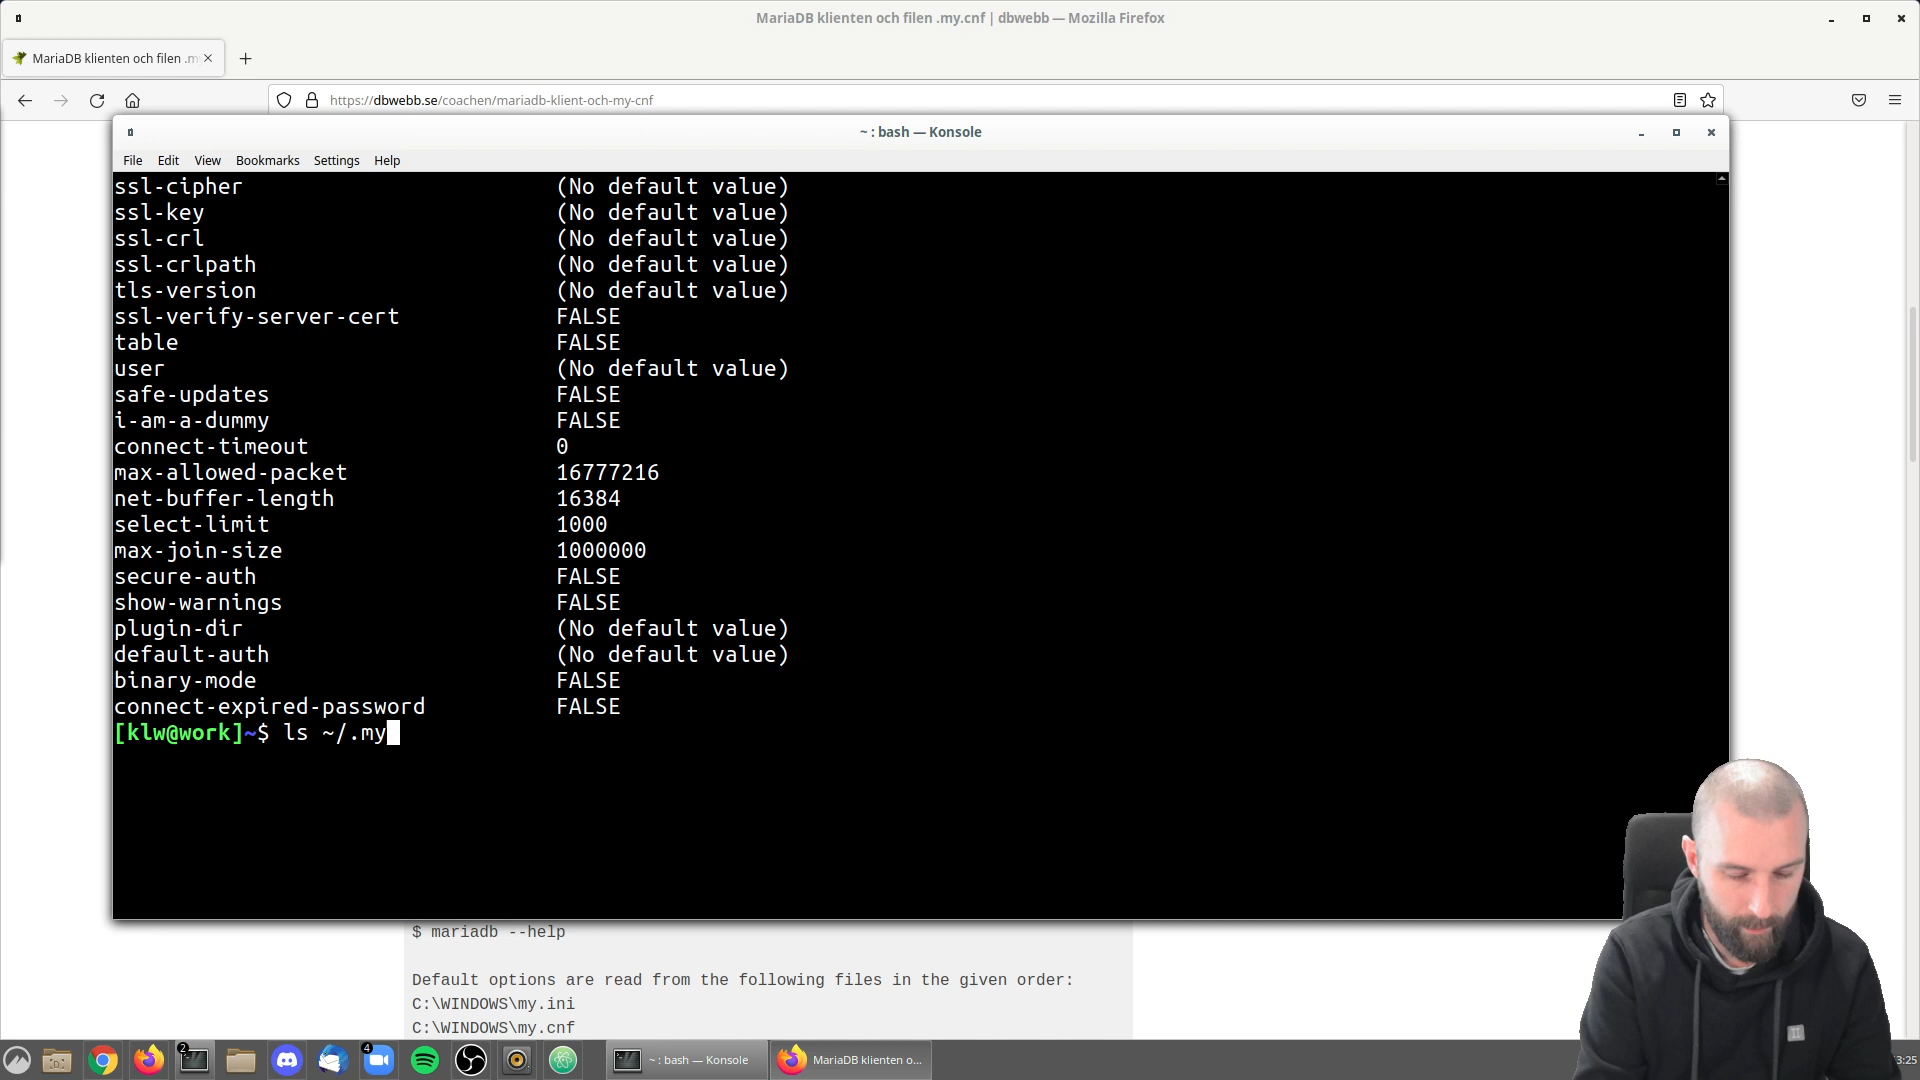 MariaDB klienten och filen .my.cnf | dbwebb — Mozilla Firefox
MariaDB klienten och filen .m
https://dbwebb.se/coachen/mariadb-klient-och-my-cnf
~ : bash — Konsole
File Edit View Bookmarks Settings Help
ssl-cipher (No default value)
ssl-key (No default value)
ssl-crl (No default value)
ssl-crlpath (No default value)
tls-version (No default value)
ssl-verify-server-cert FALSE
table FALSE
user (No default value)
safe-updates FALSE
i-am-a-dummy FALSE
connect-timeout 0
max-allowed-packet 16777216
net-buffer-length 16384
select-limit 1000
max-join-size 1000000
secure-auth FALSE
show-warnings FALSE
plugin-dir (No default value)
default-auth (No default value)
binary-mode FALSE
connect-expired-password FALSE
[klw@work]~$ ls ~/.my
$ mariadb --help
Default options are read from the following files in the given order:
C:\WINDOWS\my.ini
C:\WINDOWS\my.cnf
2
4
~ : bash — Konsole
MariaDB klienten o...
3:25